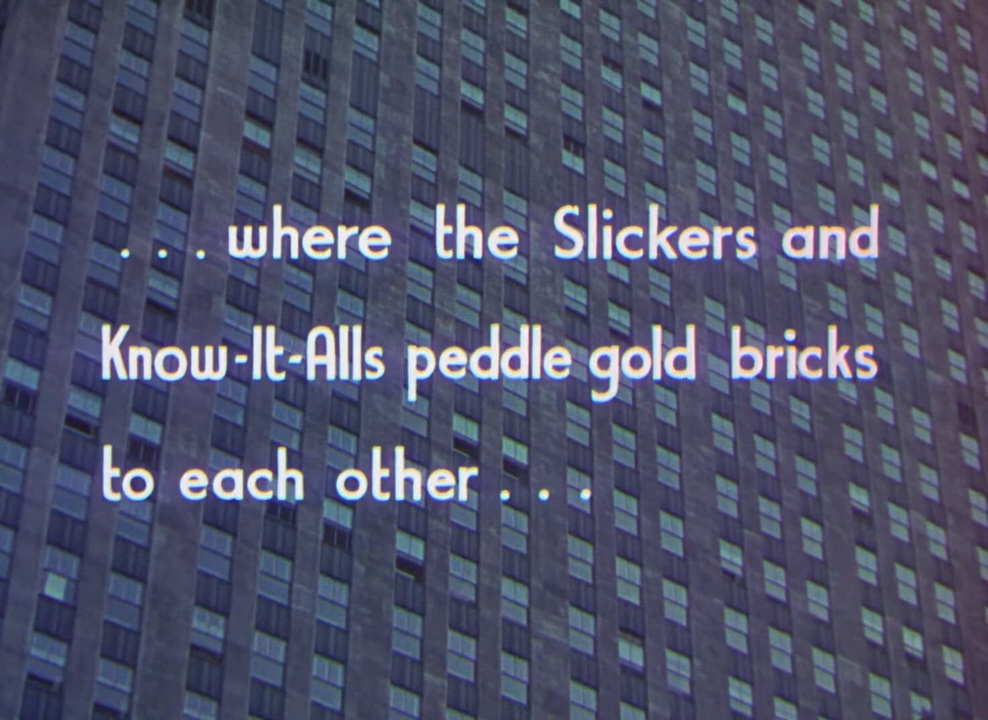 . . . where the Slickers and
Know-It-Alls peddle gold bricks
to each other . . .